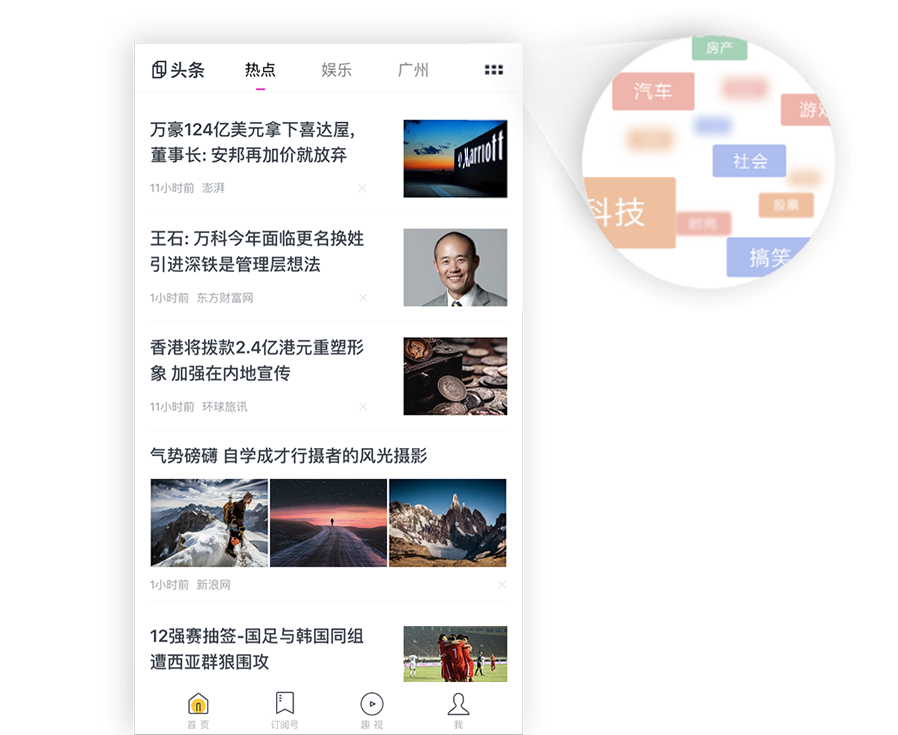 头条 热点 娱乐 广州
万豪124亿美元拿下喜达屋,
董事长: 安邦再加价就放弃
11小时前 澎湃
Marriott
王石: 万科今年面临更名换姓
引进深铁是管理层想法
1小时前 东方财富网
香港将拨款2.4亿港元重塑形
象 加强在内地宣传
11小时前 环球旅讯
气势磅礴 自学成才行摄者的风光摄影
1小时前 新浪网
12强赛抽签-国足与韩国同组
遭西亚群狼围攻
首页 订阅号 趣视 我
房产
汽车
游戏
社会
股票
科技
时尚
搞笑